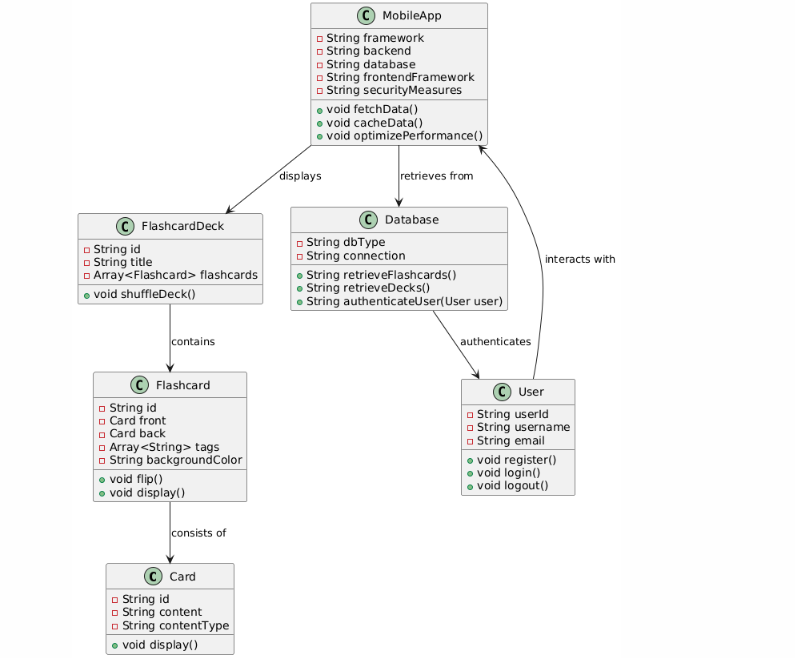 C MobileApp
String framework
String backend
String database
String frontendFramework
String securityMeasures
void fetchData()
void cacheData()
void optimizePerformance()
displays
retrieves from
interacts with
C FlashcardDeck
String id
String title
Array<Flashcard> flashcards
void shuffleDeck()
C Database
String dbType
String connection
String retrieveFlashcards()
String retrieveDecks()
String authenticateUser(User user)
contains
authenticates
C Flashcard
String id
Card front
Card back
Array<String> tags
String backgroundColor
void flip()
void display()
C User
String userId
String username
String email
void register()
void login()
void logout()
consists of
C Card
String id
String content
String contentType
void display()